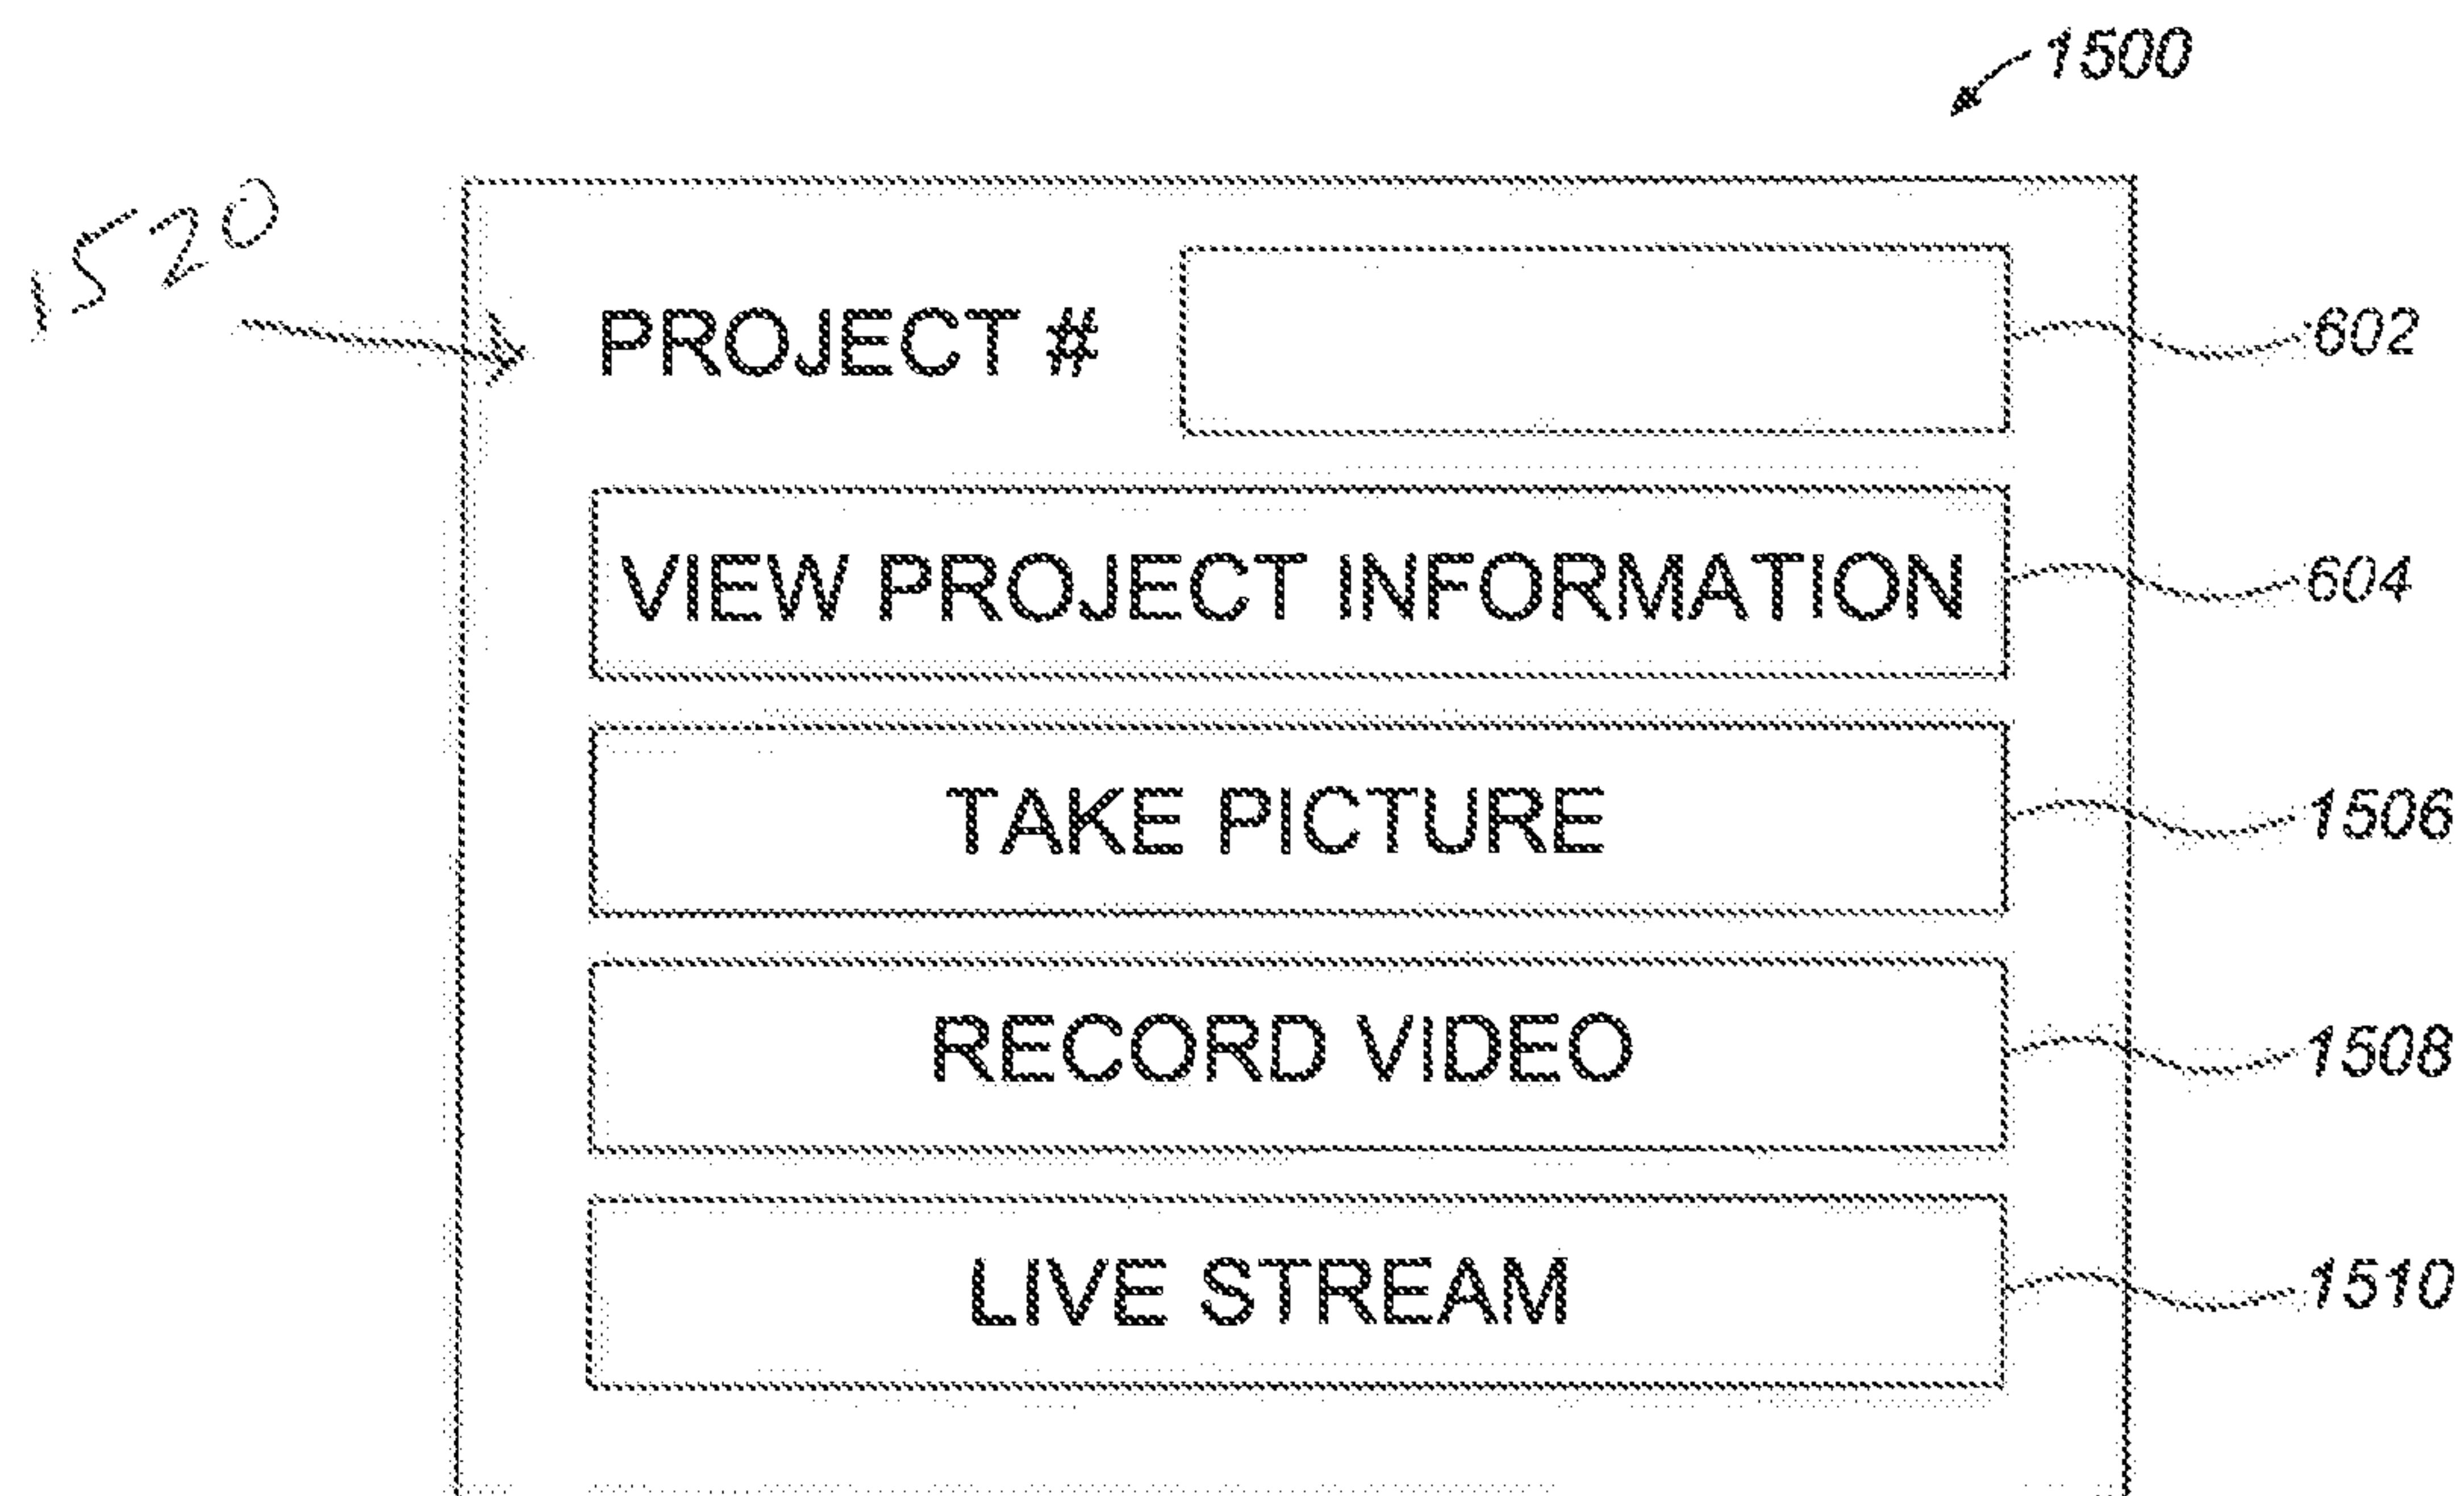 1500
1520
PROJECT # 602
VIEW PROJECT INFORMATION 604
TAKE PICTURE 1506
RECORD VIDEO 1508
LIVE STREAM 1510